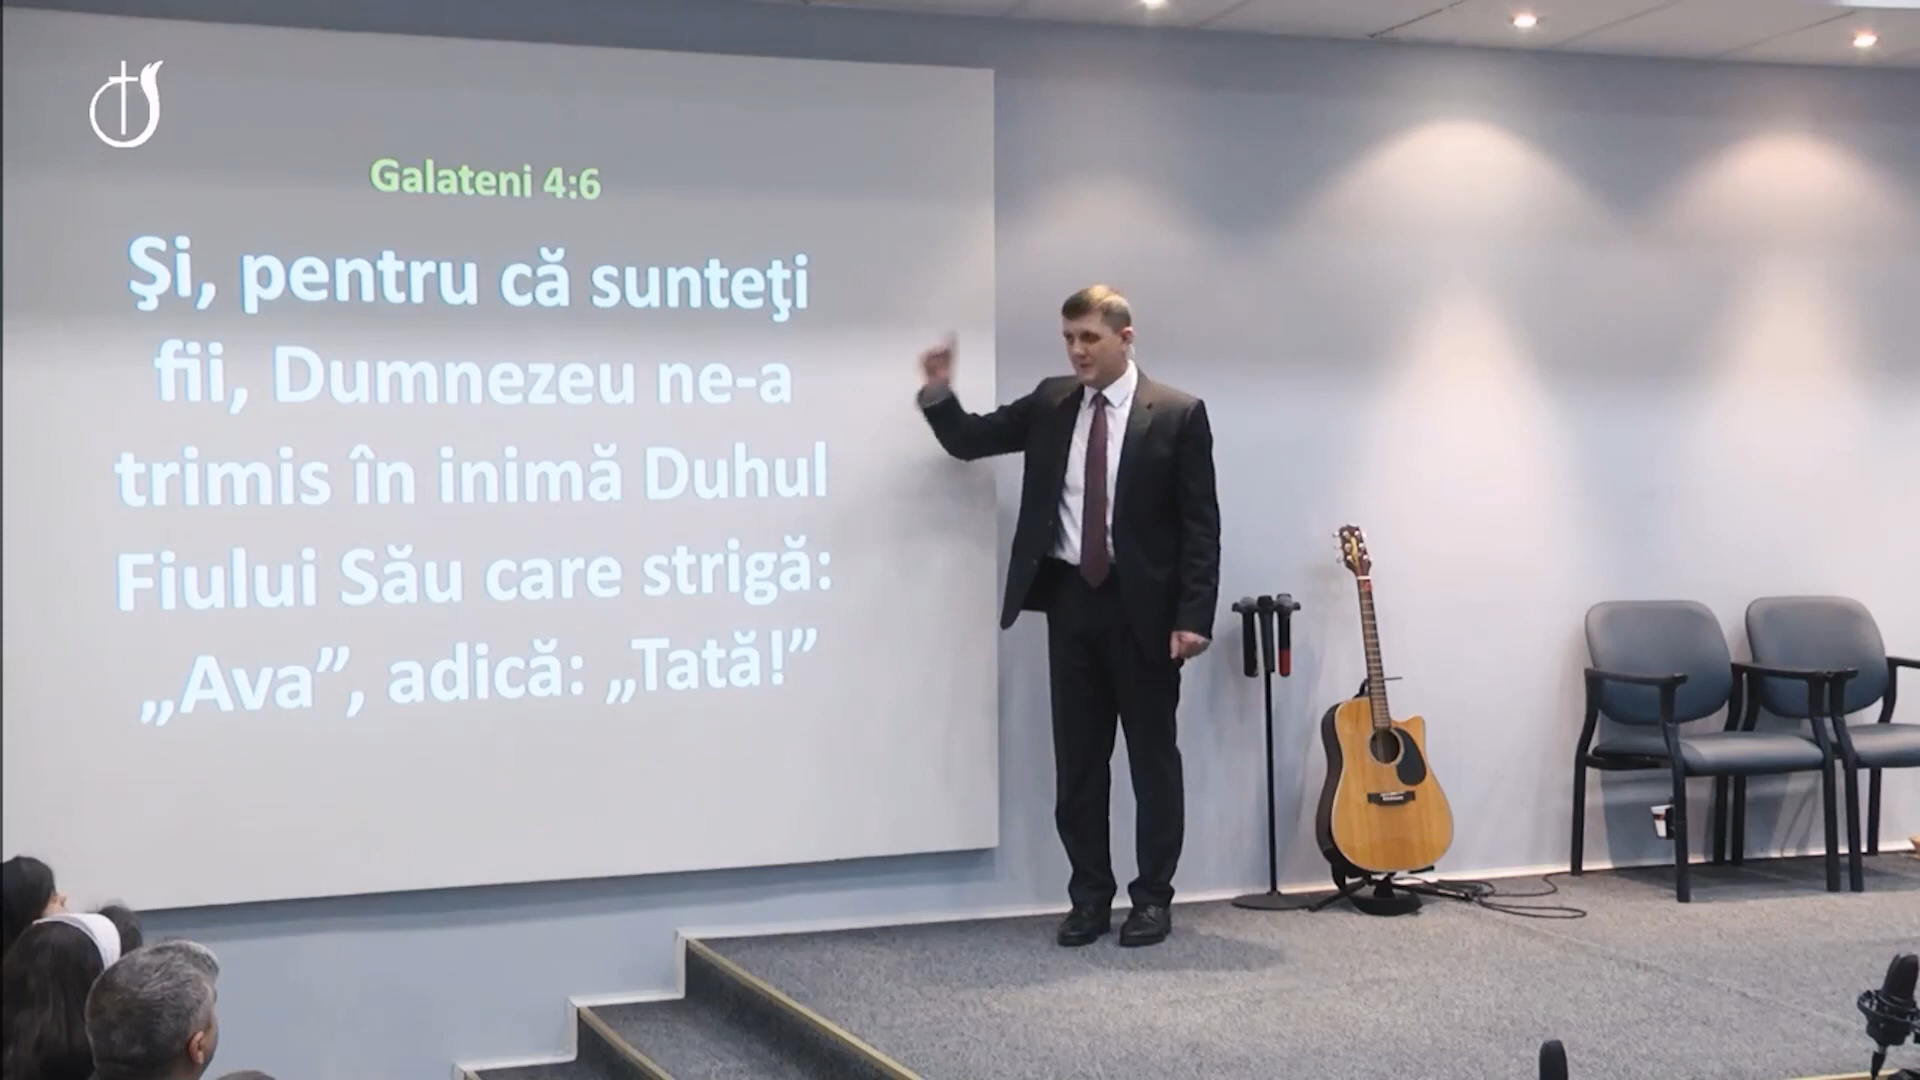 Galateni 4:6
Şi, pentru că sunteţi
fii, Dumnezeu ne-a
trimis în inimă Duhul
Fiului Său care strigă:
„Ava”, adică: „Tată!”